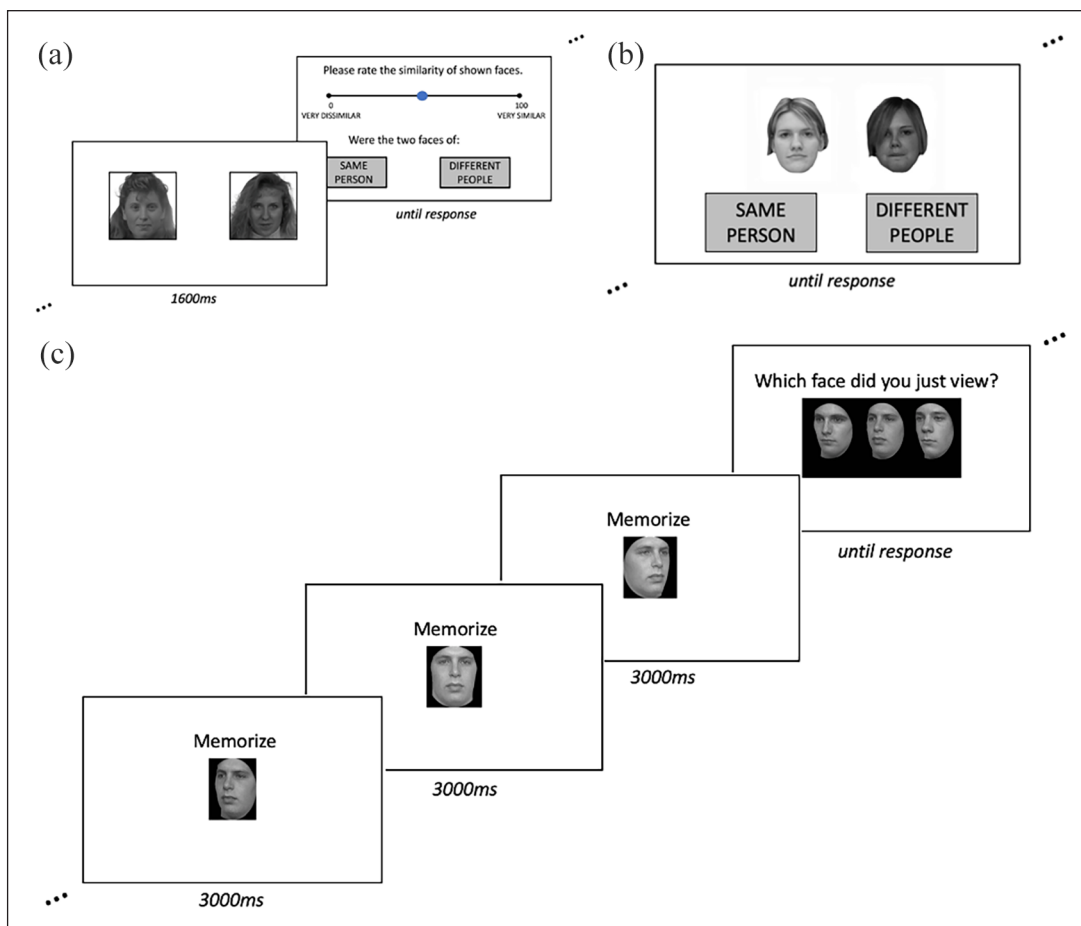 (a)
Please rate the similarity of shown faces.
0
100
VERY DISSIMILAR
VERY SIMILAR
Were the two faces of:
SAME
PERSON
DIFFERENT
PEOPLE
until response
1600ms
(b)
SAME
PERSON
DIFFERENT
PEOPLE
until response
(c)
Which face did you just view?
until response
Memorize
3000ms
Memorize
3000ms
Memorize
3000ms